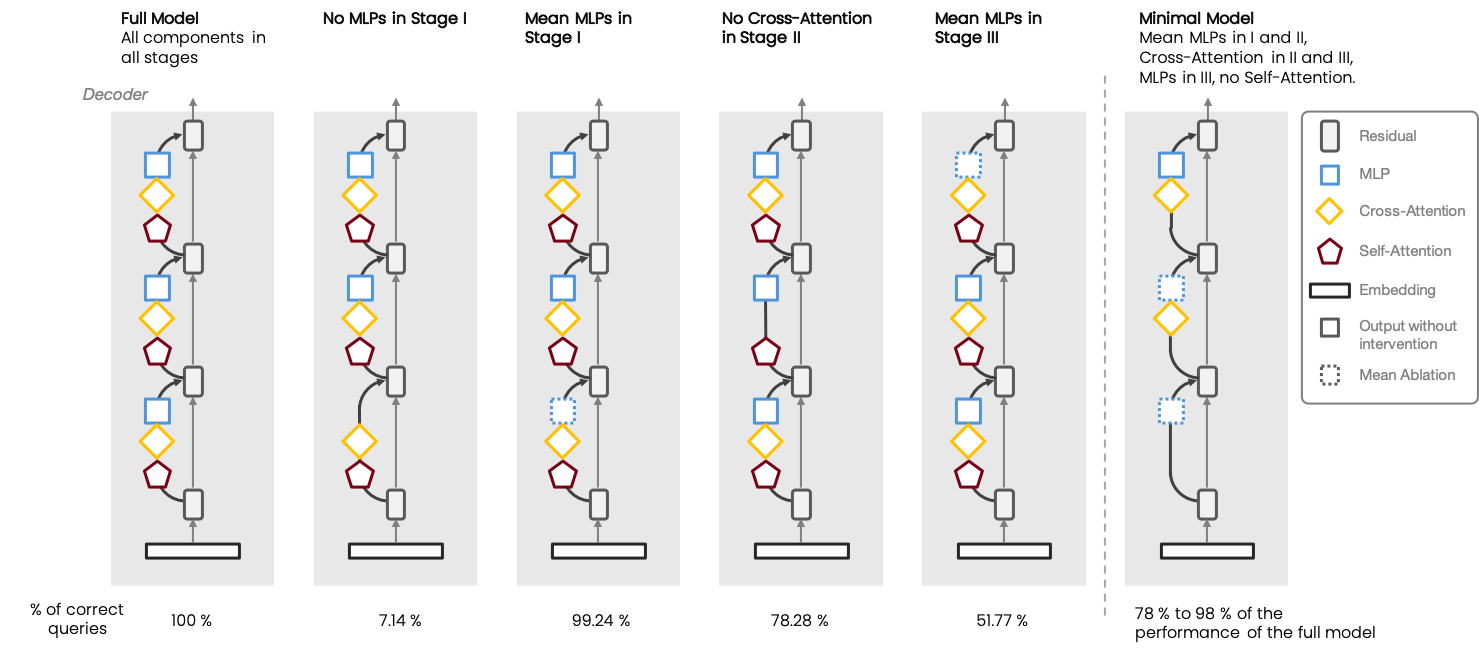 Full Model
All components in
all stages
No MLPs in Stage I
Mean MLPs in
Stage I
No Cross-Attention
in Stage II
Mean MLPs in
Stage III
Minimal Model
Mean MLPs in I and II,
Cross-Attention in II and III,
MLPs in III, no Self-Attention.
Decoder
Residual
MLP
Cross-Attention
Self-Attention
Embedding
Output without
intervention
Mean Ablation
% of correct
queries
100 %
7.14 %
99.24 %
78.28 %
51.77 %
78 % to 98 % of the
performance of the full model